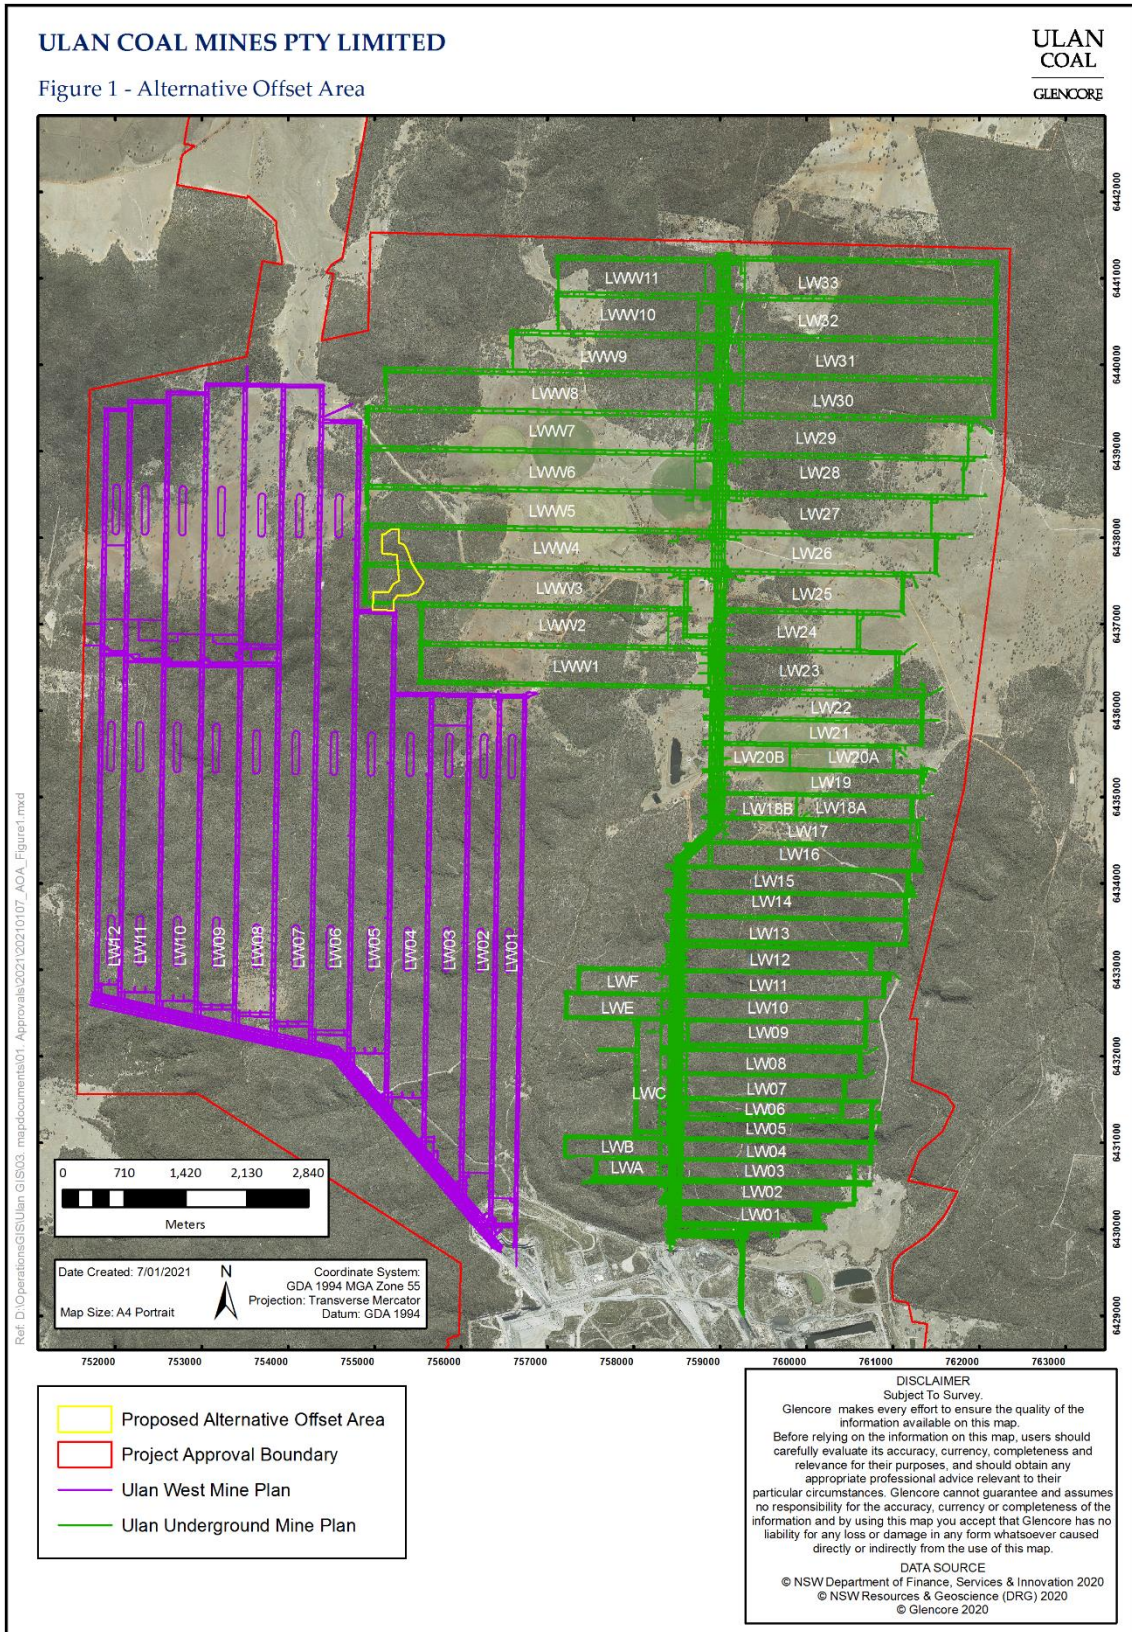 ULAN COAL MINES PTY LIMITED
Figure 1 - Alternative Offset Area
ULAN
COAL
GLENCORE
6442000
6441000
6440000
6439000
6438000
6437000
6436000
6435000
6434000
6433000
6432000
6431000
6430000
6429000
LWW11
LW33
LWW10
LW32
LWW9
LW31
LWW8
LW30
LWW7
LW29
LWW6
LW28
LWW5
LW27
LWW4
LW26
LWW3
LW25
LWW2
LW24
LWW1
LW23
LW22
LW21
LW20B
LW20A
LW19
LW18B
LW18A
LW17
LW16
LW15
LW14
LW13
LW12
LWF
LW11
LWE
LW10
LW09
LW08
LWC
LW07
LW06
LW05
LWB
LW04
LWA
LW03
LW02
LW01
LW12
LW11
LW10
LW09
LW08
LW07
LW06
LW05
LW04
LW03
LW02
LW01
0 710 1,420 2,130 2,840
Meters
Date Created: 7/01/2021
Map Size: A4 Portrait
N
Coordinate System:
GDA 1994 MGA Zone 55
Projection: Transverse Mercator
Datum: GDA 1994
752000 753000 754000 755000 756000 757000 758000 759000 760000 761000 762000 763000
Ref: D:\OperationsGIS\Ulan GIS\03. mapdocuments\01. Approvals\2021\20210107_AOA_Figure1.mxd
Proposed Alternative Offset Area
Project Approval Boundary
Ulan West Mine Plan
Ulan Underground Mine Plan
DISCLAIMER
Subject To Survey.
Glencore makes every effort to ensure the quality of the
information available on this map.
Before relying on the information on this map, users should
carefully evaluate its accuracy, currency, completeness and
relevance for their purposes, and should obtain any
appropriate professional advice relevant to their
particular circumstances. Glencore cannot guarantee and assumes
no responsibility for the accuracy, currency or completeness of the
information and by using this map you accept that Glencore has no
liability for any loss or damage in any form whatsoever caused
directly or indirectly from the use of this map.
DATA SOURCE
© NSW Department of Finance, Services & Innovation 2020
© NSW Resources & Geoscience (DRG) 2020
© Glencore 2020